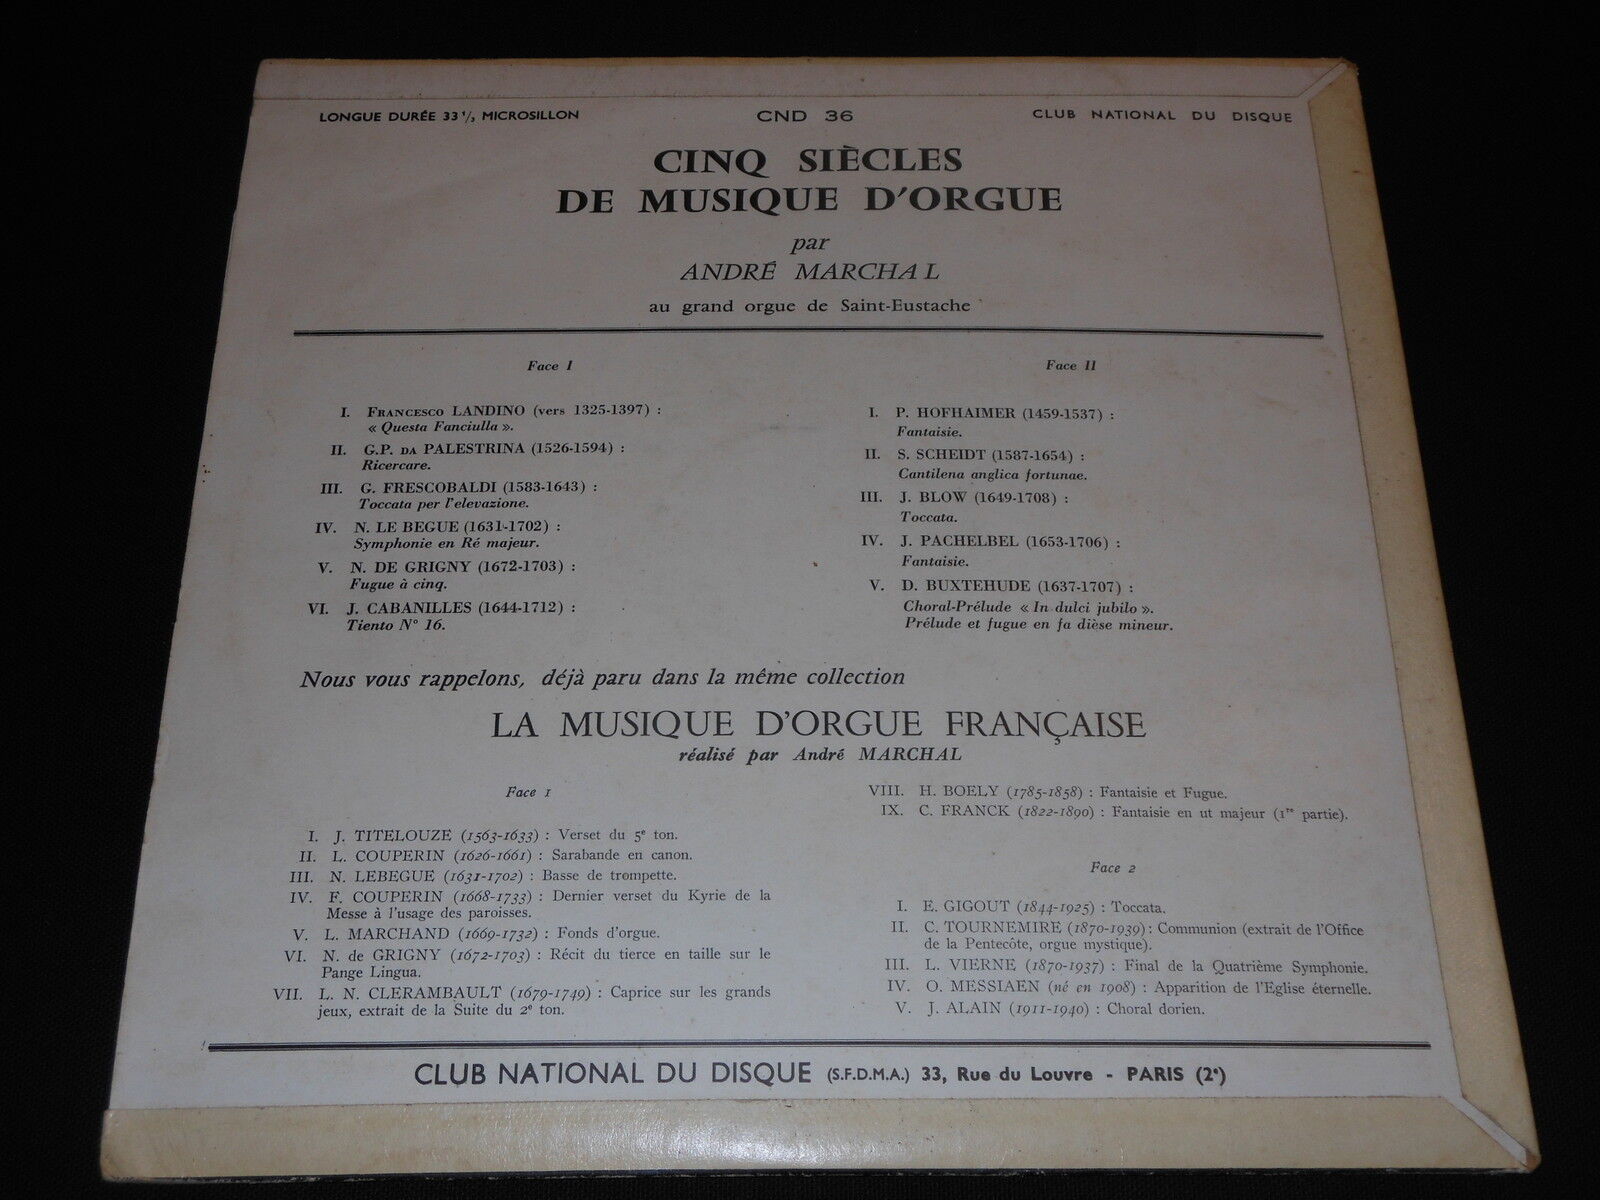 LONGUE DURÉE 33 1/3 MICROSILLON
CND 36
CLUB NATIONAL DU DISQUE
CINQ SIÈCLES
DE MUSIQUE D'ORGUE
par
ANDRÉ MARCHAL
au grand orgue de Saint-Eustache
Face I
I. FRANCESCO LANDINO (vers 1325-1397) :
« Questa Fanciulla ».
II. G.P. DA PALESTRINA (1526-1594) :
Ricercare.
III. G. FRESCOBALDI (1583-1643) :
Toccata per l'elevazione.
IV. N. LE BEGUE (1631-1702) :
Symphonie en Ré majeur.
V. N. DE GRIGNY (1672-1703) :
Fugue à cinq.
VI. J. CABANILLES (1644-1712) :
Tiento N° 16.
Face II
I. P. HOFHAIMER (1459-1537) :
Fantaisie.
II. S. SCHEIDT (1587-1654) :
Cantilena anglica fortunae.
III. J. BLOW (1649-1708) :
Toccata.
IV. J. PACHELBEL (1653-1706) :
Fantaisie.
V. D. BUXTEHUDE (1637-1707) :
Choral-Prélude « In dulci jubilo ».
Prélude et fugue en fa dièse mineur.
Nous vous rappelons, déjà paru dans la même collection
LA MUSIQUE D'ORGUE FRANÇAISE
réalisé par André MARCHAL
Face 1
I. J. TITELOUZE (1563-1633) : Verset du 5e ton.
II. L. COUPERIN (1626-1661) : Sarabande en canon.
III. N. LEBEGUE (1631-1702) : Basse de trompette.
IV. F. COUPERIN (1668-1733) : Dernier verset du Kyrie de la
Messe à l'usage des paroisses.
V. L. MARCHAND (1669-1732) : Fonds d'orgue.
VI. N. de GRIGNY (1672-1703) : Récit du tierce en taille sur le
Pange Lingua.
VII. L. N. CLERAMBAULT (1679-1749) : Caprice sur les grands
jeux, extrait de la Suite du 2e ton.
VIII. H. BOELY (1785-1858) : Fantaisie et Fugue.
IX. C. FRANCK (1822-1890) : Fantaisie en ut majeur (1re partie).
Face 2
I. E. GIGOUT (1844-1925) : Toccata.
II. C. TOURNEMIRE (1870-1939) : Communion (extrait de l'Office
de la Pentecôte, orgue mystique).
III. L. VIERNE (1870-1937) : Final de la Quatrième Symphonie.
IV. O. MESSIAEN (né en 1908) : Apparition de l'Eglise éternelle.
V. J. ALAIN (1911-1940) : Choral dorien.
CLUB NATIONAL DU DISQUE (S.F.D.M.A.) 33, Rue du Louvre - PARIS (2e)